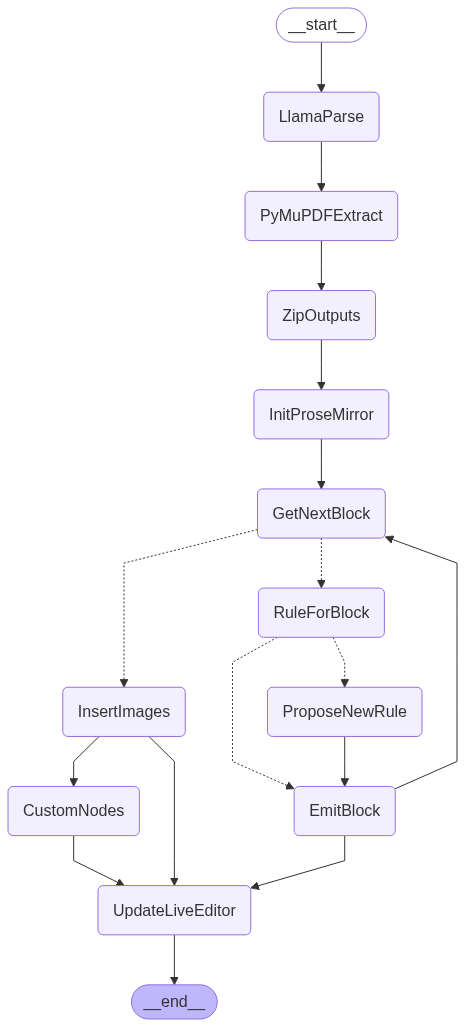 __start__
LlamaParse
PyMuPDFExtract
ZipOutputs
InitProseMirror
GetNextBlock
RuleForBlock
InsertImages
ProposeNewRule
CustomNodes
EmitBlock
UpdateLiveEditor
__end__